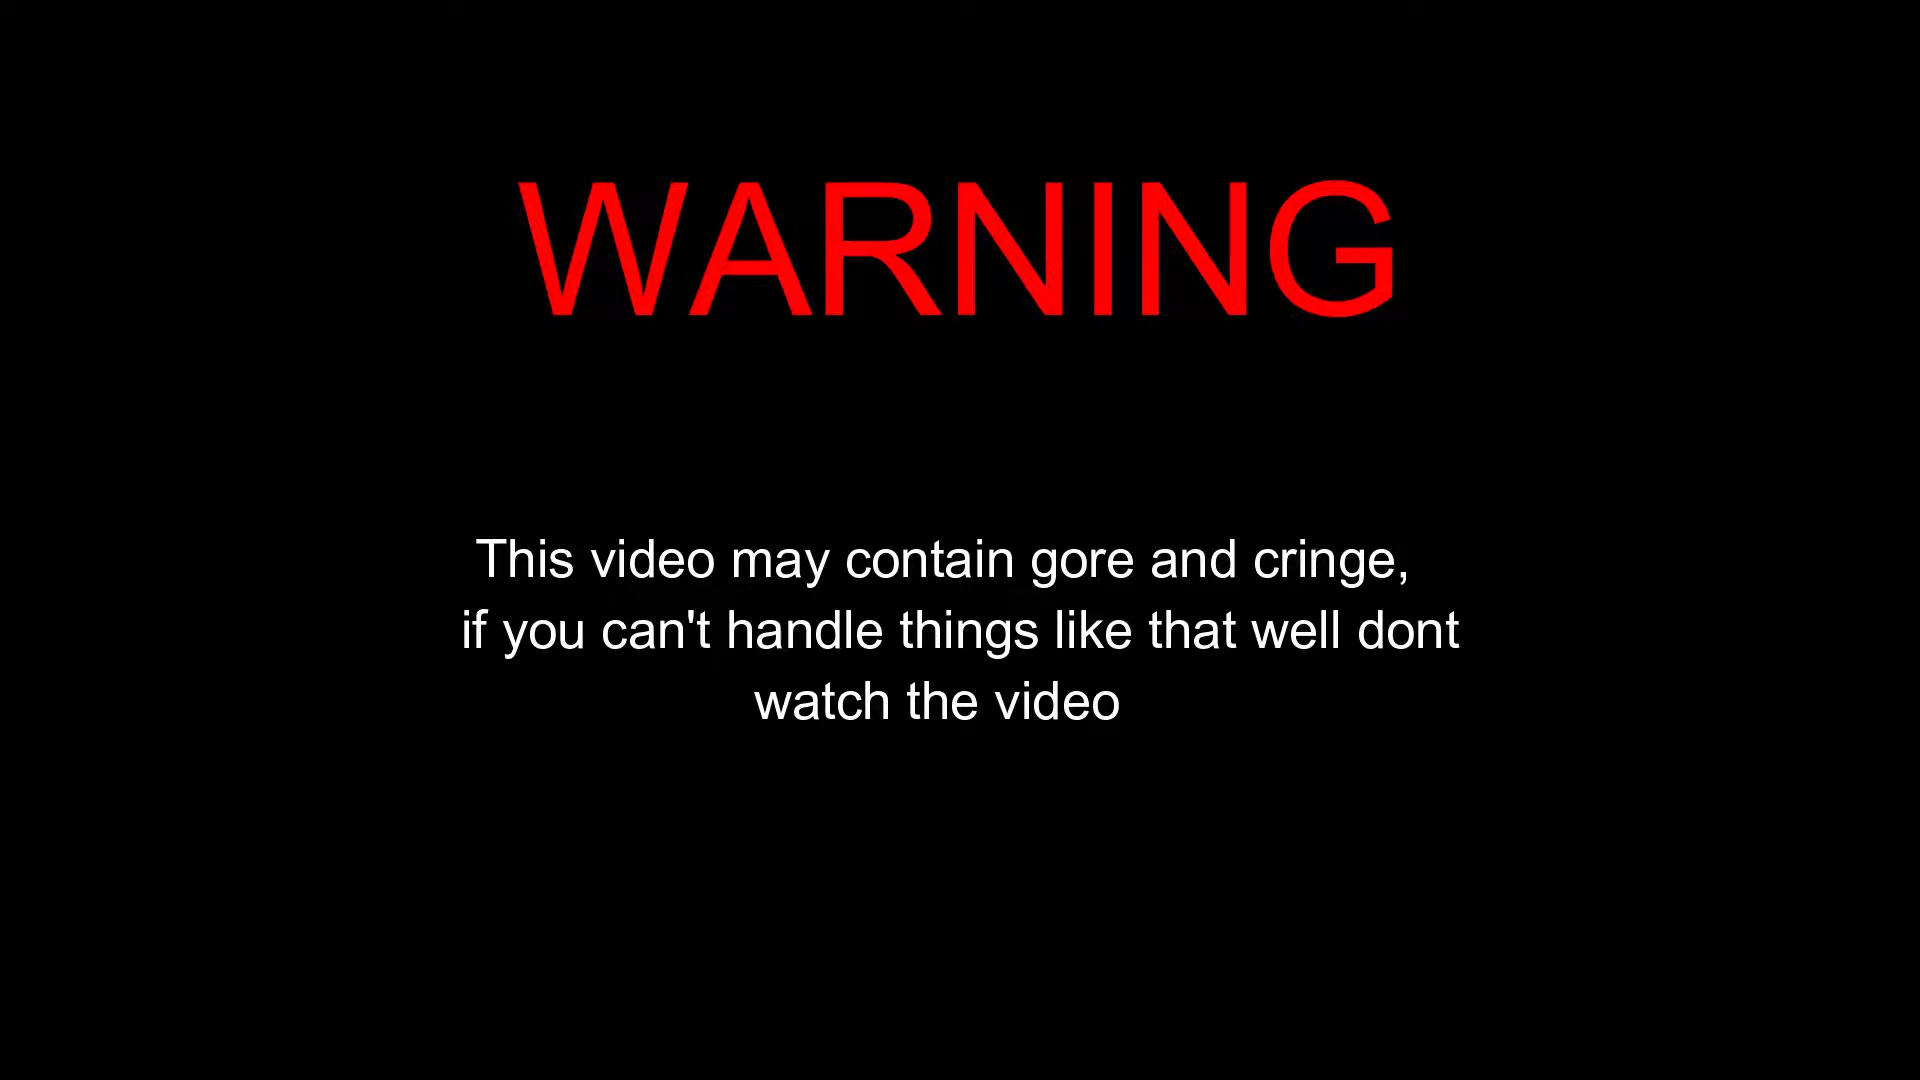 WARNING
This video may contain gore and cringe,
if you can't handle things like that well dont
watch the video